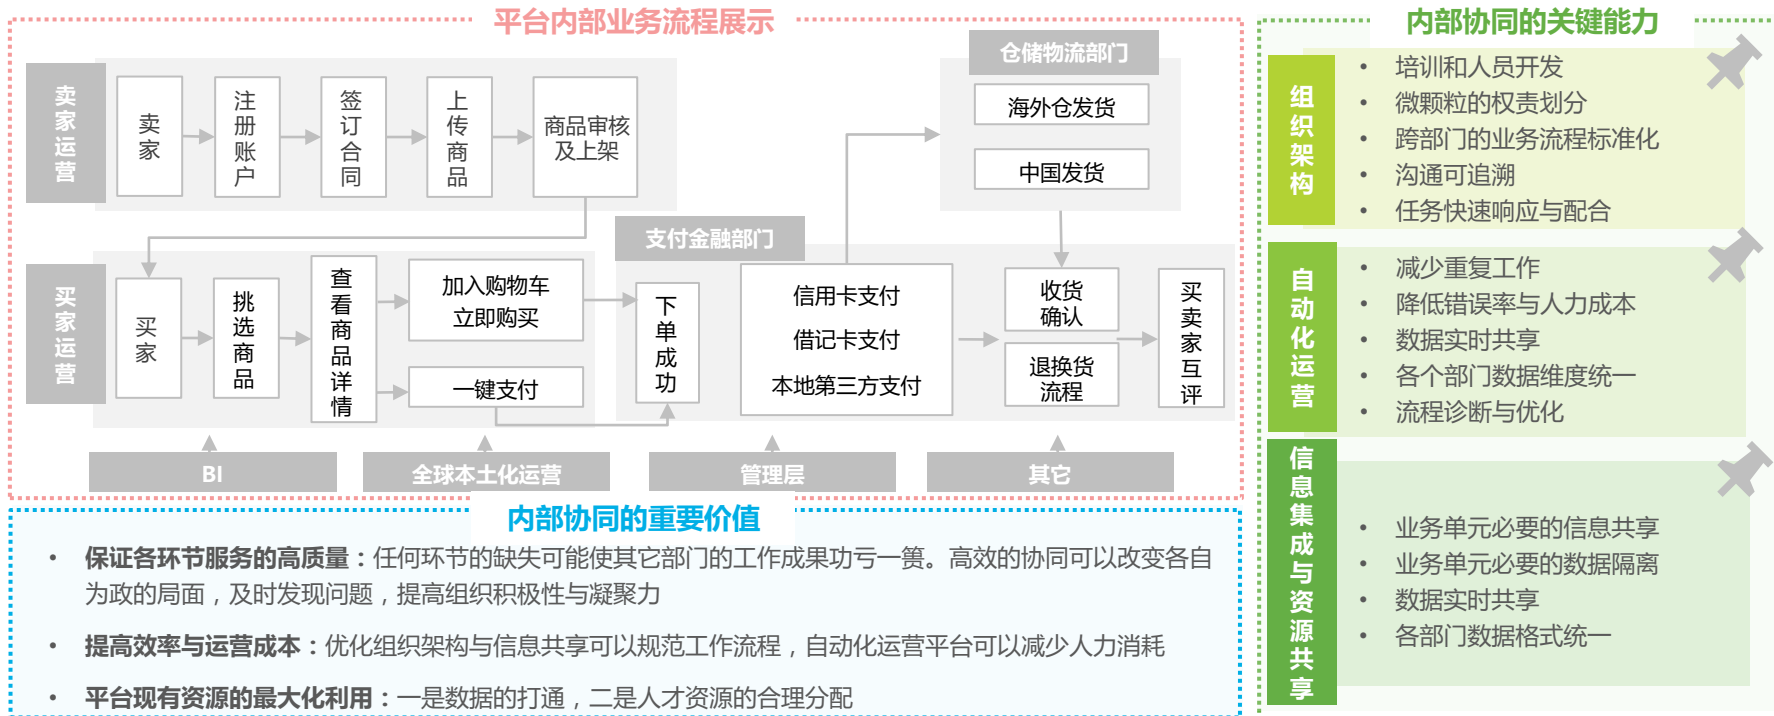 平台内部业务流程展示
卖家运营
卖家
注册账户
签订合同
上传商品
商品审核
及上架
仓储物流部门
海外仓发货
中国发货
买家运营
买家
挑选商品
查看商品详情
加入购物车
立即购买
一键支付
下单成功
支付金融部门
信用卡支付
借记卡支付
本地第三方支付
收货
确认
退换货
流程
买卖家互评
BI
全球本土化运营
管理层
其它
内部协同的重要价值
• 保证各环节服务的高质量：任何环节的缺失可能使其它部门的工作成果功亏一篑。高效的协同可以改变各自
为政的局面，及时发现问题，提高组织积极性与凝聚力
• 提高效率与运营成本：优化组织架构与信息共享可以规范工作流程，自动化运营平台可以减少人力消耗
• 平台现有资源的最大化利用：一是数据的打通，二是人才资源的合理分配
内部协同的关键能力
组织架构
• 培训和人员开发
• 微颗粒的权责划分
• 跨部门的业务流程标准化
• 沟通可追溯
• 任务快速响应与配合
自动化运营
• 减少重复工作
• 降低错误率与人力成本
• 数据实时共享
• 各个部门数据维度统一
• 流程诊断与优化
信息集成与资源共享
• 业务单元必要的信息共享
• 业务单元必要的数据隔离
• 数据实时共享
• 各部门数据格式统一